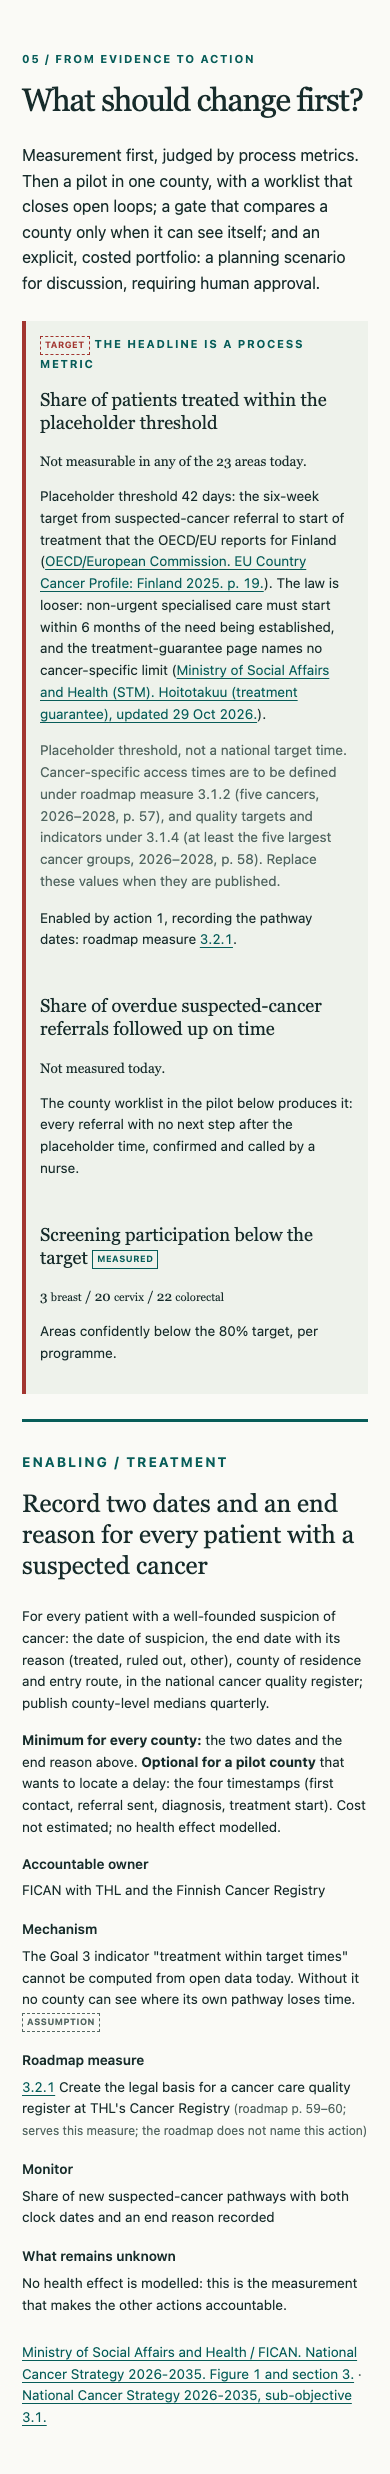 05 / FROM EVIDENCE TO ACTION
What should change first?
Measurement first, judged by process metrics.
Then a pilot in one county, with a worklist that
closes open loops; a gate that compares a
county only when it can see itself; and an
explicit, costed portfolio: a planning scenario
for discussion, requiring human approval.
TARGET THE HEADLINE IS A PROCESS
METRIC
Share of patients treated within the
placeholder threshold
Not measurable in any of the 23 areas today.
Placeholder threshold 42 days: the six-week
target from suspected-cancer referral to start of
treatment that the OECD/EU reports for Finland
(OECD/European Commission. EU Country
Cancer Profile: Finland 2025. p. 19.). The law is
looser: non-urgent specialised care must start
within 6 months of the need being established,
and the treatment-guarantee page names no
cancer-specific limit (Ministry of Social Affairs
and Health (STM). Hoitotakuu (treatment
guarantee), updated 29 Oct 2026.).
Placeholder threshold, not a national target time.
Cancer-specific access times are to be defined
under roadmap measure 3.1.2 (five cancers,
2026–2028, p. 57), and quality targets and
indicators under 3.1.4 (at least the five largest
cancer groups, 2026–2028, p. 58). Replace
these values when they are published.
Enabled by action 1, recording the pathway
dates: roadmap measure 3.2.1.
Share of overdue suspected-cancer
referrals followed up on time
Not measured today.
The county worklist in the pilot below produces it:
every referral with no next step after the
placeholder time, confirmed and called by a
nurse.
Screening participation below the
target MEASURED
3 breast / 20 cervix / 22 colorectal
Areas confidently below the 80% target, per
programme.
ENABLING / TREATMENT
Record two dates and an end
reason for every patient with a
suspected cancer
For every patient with a well-founded suspicion of
cancer: the date of suspicion, the end date with its
reason (treated, ruled out, other), county of residence
and entry route, in the national cancer quality register;
publish county-level medians quarterly.
Minimum for every county: the two dates and the
end reason above. Optional for a pilot county that
wants to locate a delay: the four timestamps (first
contact, referral sent, diagnosis, treatment start). Cost
not estimated; no health effect modelled.
Accountable owner
FICAN with THL and the Finnish Cancer Registry
Mechanism
The Goal 3 indicator "treatment within target times"
cannot be computed from open data today. Without it
no county can see where its own pathway loses time.
ASSUMPTION
Roadmap measure
3.2.1 Create the legal basis for a cancer care quality
register at THL's Cancer Registry (roadmap p. 59–60;
serves this measure; the roadmap does not name this action)
Monitor
Share of new suspected-cancer pathways with both
clock dates and an end reason recorded
What remains unknown
No health effect is modelled: this is the measurement
that makes the other actions accountable.
Ministry of Social Affairs and Health / FICAN. National
Cancer Strategy 2026-2035. Figure 1 and section 3. ·
National Cancer Strategy 2026-2035, sub-objective
3.1.